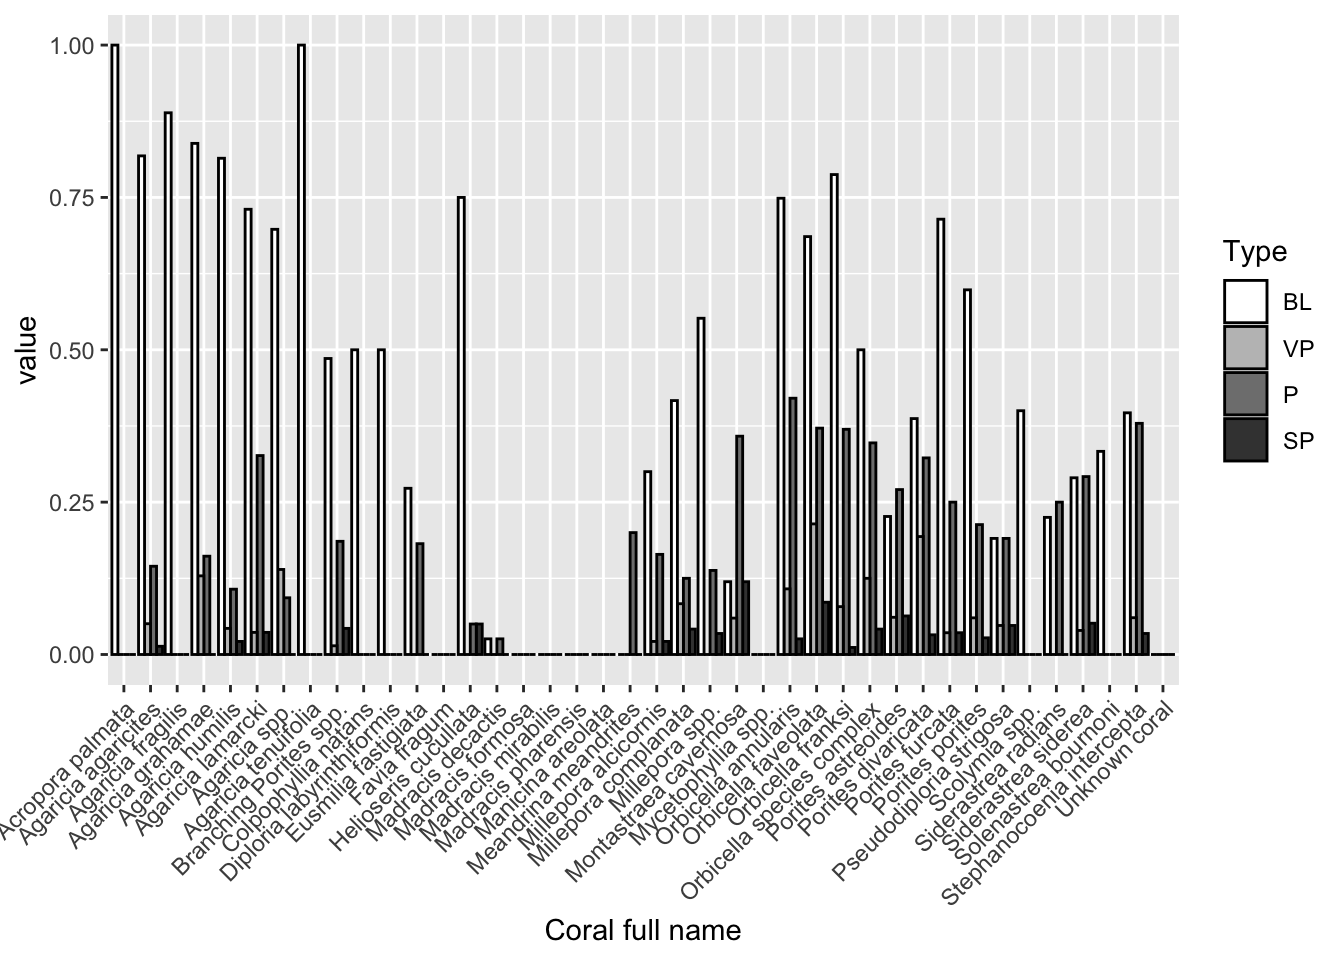 1.00
0.75
0.50
0.25
0.00
value
Acropora palmata
Agaricia agaricites
Agaricia fragilis
Agaricia grahamae
Agaricia humilis
Agaricia lamarcki
Agaricia spp.
Agaricia tenuifolia
Branching Porites spp.
Colpophyllia natans
Diploria labyrinthiformis
Eusmilia fastigiata
Favia fragum
Helioseris cucullata
Madracis decactis
Madracis formosa
Madracis mirabilis
Madracis pharensis
Manicina areolata
Meandrina meandrites
Millepora alcicornis
Millepora complanata
Millepora spp.
Montastraea cavernosa
Mycetophyllia spp.
Orbicella annularis
Orbicella faveolata
Orbicella franksi
Orbicella species complex
Porites astreoides
Porites divaricata
Porites furcata
Porites porites
Pseudodiploria strigosa
Scolymia spp.
Siderastrea radians
Siderastrea siderea
Solenastrea bournoni
Stephanocoenia intercepta
Unknown coral
Coral full name
Type
BL
VP
P
SP